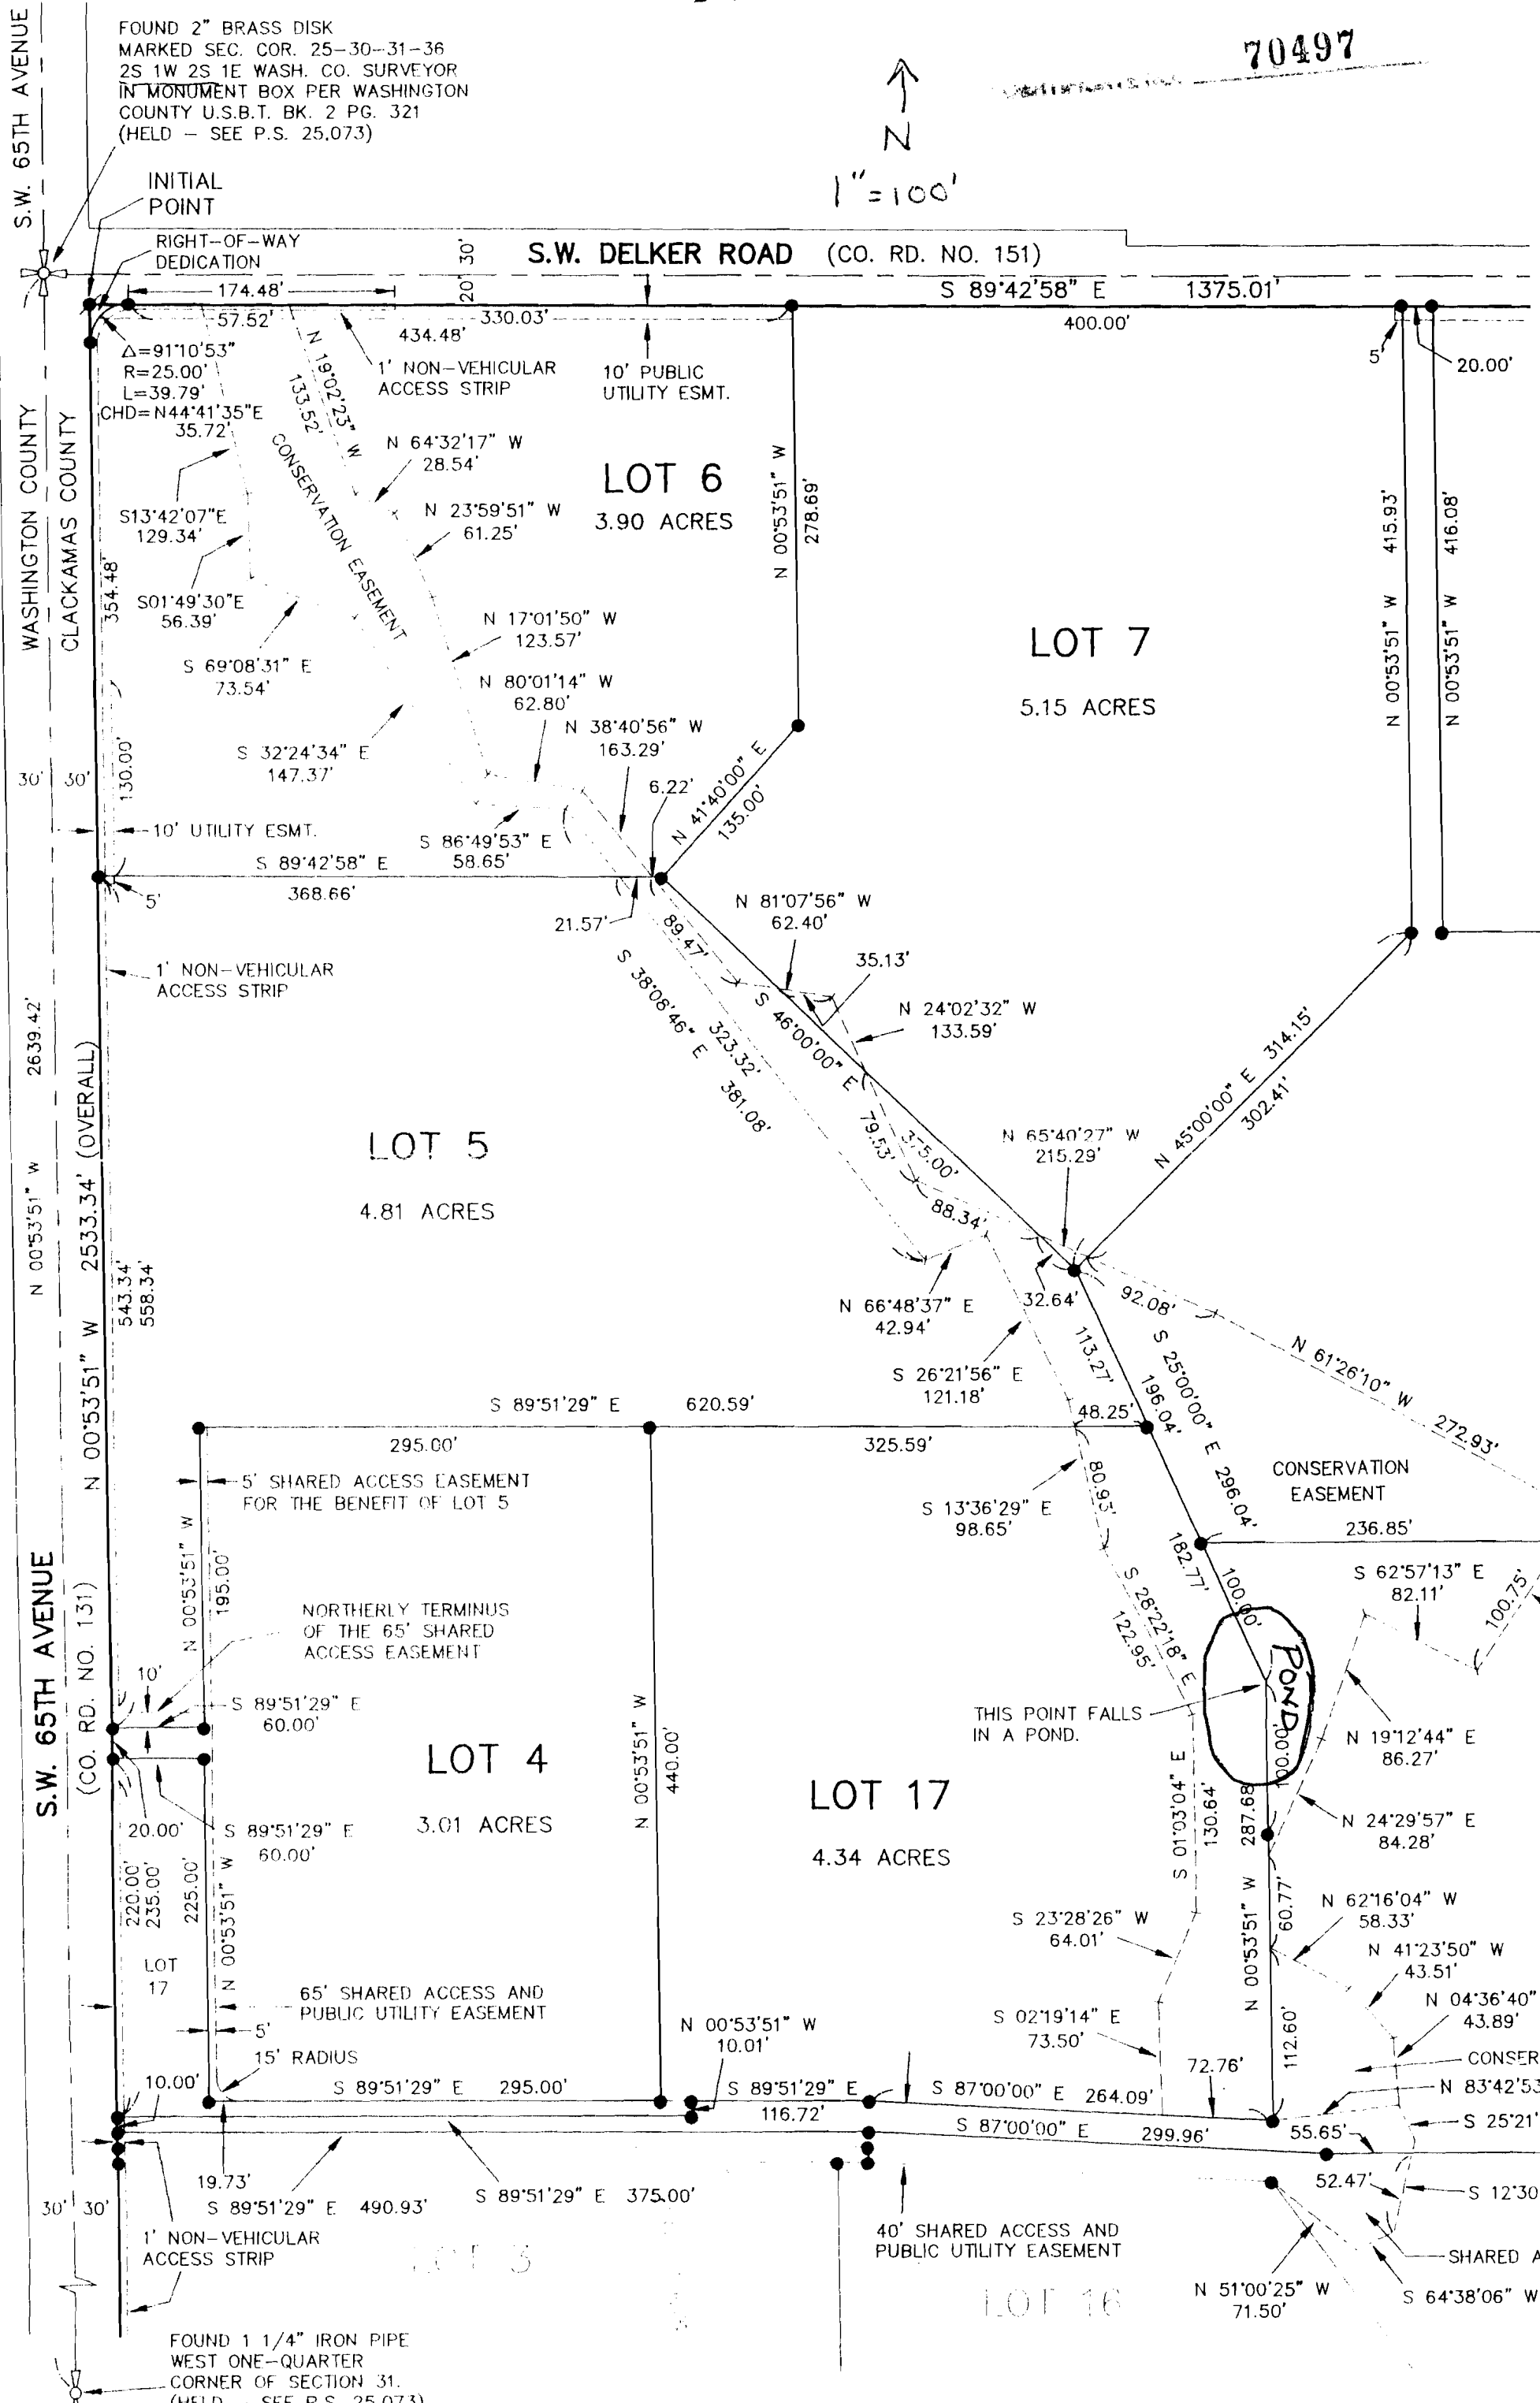 70497
S.W. 65TH AVENUE
FOUND 2" BRASS DISK
MARKED SEC. COR. 25-30-31-36
2S 1W 2S 1E WASH. CO. SURVEYOR
IN MONUMENT BOX PER WASHINGTON
COUNTY U.S.B.T. BK. 2 PG. 321
(HELD - SEE P.S. 25,073)
N
1"=100'
INITIAL
POINT
RIGHT-OF-WAY
DEDICATION
20' 30'
S.W. DELKER ROAD (CO. RD. NO. 151)
174.48'
S 89°42'58" E 1375.01'
57.52'
330.03'
434.48'
400.00'
5'
20.00'
Δ=91°10'53"
R=25.00'
L=39.79'
CHD=N44°41'35"E
35.72'
1' NON-VEHICULAR
ACCESS STRIP
10' PUBLIC
UTILITY ESMT.
N 19°02'23" W
133.52'
N 64°32'17" W
28.54'
CONSERVATION EASEMENT
LOT 6
3.90 ACRES
N 00°53'51" W
278.69'
N 00°53'51" W 415.93'
N 00°53'51" W 416.08'
WASHINGTON COUNTY
CLACKAMAS COUNTY
S13°42'07"E
129.34'
N 23°59'51" W
61.25'
S01°49'30"E
56.39'
354.48'
N 17°01'50" W
123.57'
LOT 7
5.15 ACRES
S 69°08'31" E
73.54'
N 80°01'14" W
62.80'
N 38°40'56" W
163.29'
S 32°24'34" E
147.37'
30' 30'
130.00'
6.22'
N 41°40'00" E
135.00'
10' UTILITY ESMT.
S 86°49'53" E
58.65'
S 89°42'58" E
368.66'
5'
21.57'
89.47'
N 81°07'56" W
62.40'
35.13'
1' NON-VEHICULAR
ACCESS STRIP
S 38°08'46" E
323.32'
381.08'
S 46°00'00" E
375.00'
N 24°02'32" W
133.59'
N 45°00'00" E 314.15'
302.41'
N 00°53'51" W 2639.42'
N 00°53'51" W 2533.34' (OVERALL)
LOT 5
4.81 ACRES
79.53'
88.34'
N 65°40'27" W
215.29'
543.34'
558.34'
N 66°48'37" E
42.94'
32.64'
92.08'
113.27'
S 25°00'00" E 296.04'
196.04'
N 61°26'10" W 272.93'
S 26°21'56" E
121.18'
S 89°51'29" E 620.59'
48.25'
295.00'
325.59'
5' SHARED ACCESS EASEMENT
FOR THE BENEFIT OF LOT 5
80.93'
CONSERVATION
EASEMENT
S 13°36'29" E
98.65'
236.85'
N 00°53'51" W
195.00'
182.77'
100.00'
S 62°57'13" E
82.11'
100.75'
S.W. 65TH AVENUE
(CO. RD. NO. 131)
NORTHERLY TERMINUS
OF THE 65' SHARED
ACCESS EASEMENT
S 28°22'18" E
122.95'
POND
10'
S 89°51'29" E
60.00'
THIS POINT FALLS
IN A POND.
N 19°12'44" E
86.27'
100.00'
LOT 4
3.01 ACRES
N 00°53'51" W
440.00'
LOT 17
4.34 ACRES
20.00'
S 89°51'29" E
60.00'
S 01°03'04" E
130.64'
287.68'
N 24°29'57" E
84.28'
220.00'
235.00'
225.00'
N 00°53'51" W
N 00°53'51" W
60.77'
N 62°16'04" W
58.33'
S 23°28'26" W
64.01'
N 41°23'50" W
43.51'
LOT
17
65' SHARED ACCESS AND
PUBLIC UTILITY EASEMENT
5'
N 00°53'51" W
10.01'
S 02°19'14" E
73.50'
N 04°36'40"
43.89'
112.60'
72.76'
15' RADIUS
CONSER
10.00'
S 89°51'29" E 295.00'
S 89°51'29" E
116.72'
S 87°00'00" E 264.09'
N 83°42'53
S 87°00'00" E 299.96'
55.65'
S 25°21'
19.73'
52.47'
S 89°51'29" E 490.93'
S 89°51'29" E 375.00'
S 12°30
30' 30'
1' NON-VEHICULAR
ACCESS STRIP
LOT 3
40' SHARED ACCESS AND
PUBLIC UTILITY EASEMENT
SHARED A
LOT 16
N 51°00'25" W
71.50'
S 64°38'06" W
FOUND 1 1/4" IRON PIPE
WEST ONE-QUARTER
CORNER OF SECTION 31.
(HELD - SEE P.S. 25,073)